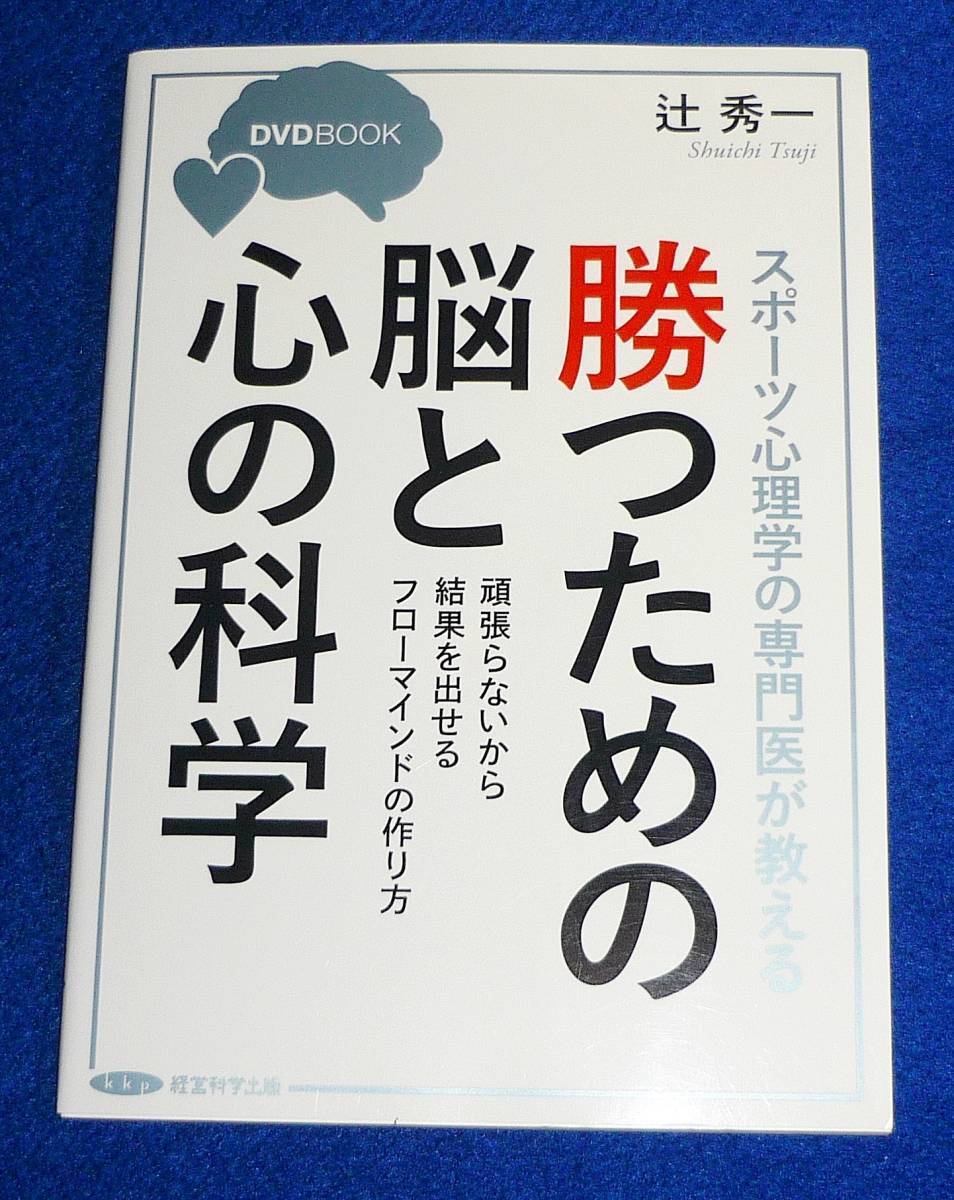 DVDBOOK
辻 秀一
Shuichi Tsuji
スポーツ心理学の専門医が教える
勝つための
脳と
心の科学
頑張らないから
結果を出せる
フローマインドの作り方
kkp 経営科学出版